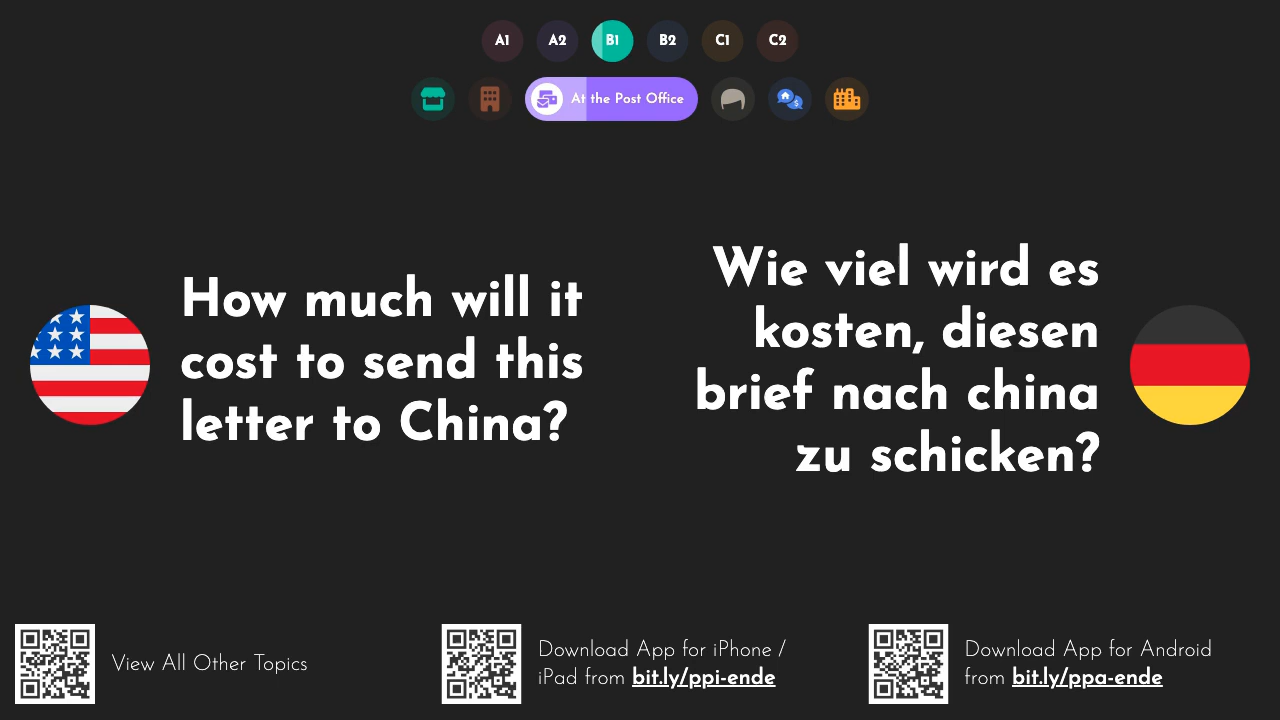 A1 A2 B1 B2 C1 C2
At the Post Office
How much will it
cost to send this
letter to China?
Wie viel wird es
kosten, diesen
brief nach china
zu schicken?
View All Other Topics
Download App for iPhone /
iPad from bit.ly/ppi-ende
Download App for Android
from bit.ly/ppa-ende